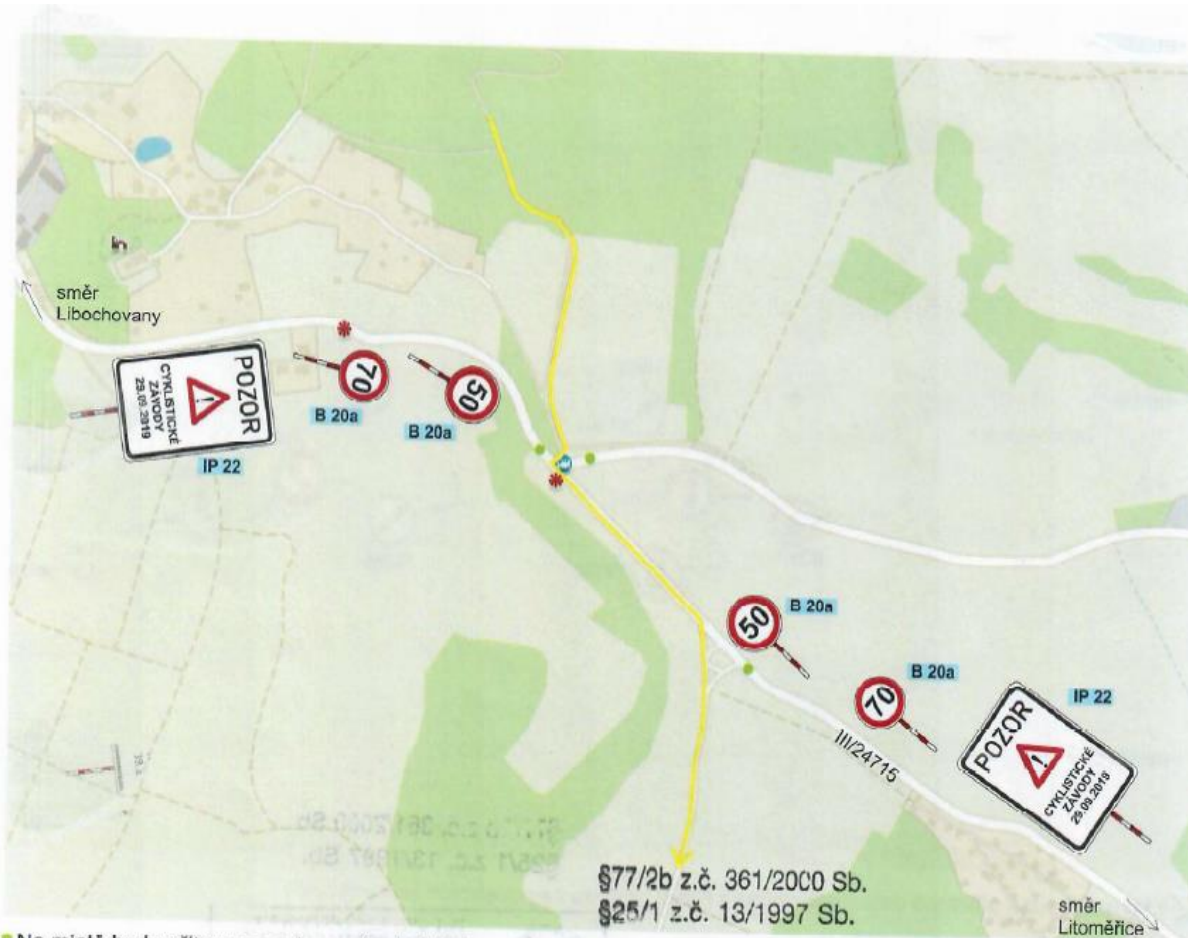 směr
Libochovany
POZOR
CYKLISTICKÉ
ZÁVODY
29.09.2019
IP 22
70
B 20a
50
B 20a
50
B 20a
70
B 20a
IP 22
POZOR
CYKLISTICKÉ
ZÁVODY
29.09.2019
III/24715
§77/2b z.č. 361/2000 Sb.
§25/1 z.č. 13/1997 Sb.
směr
Litoměřice